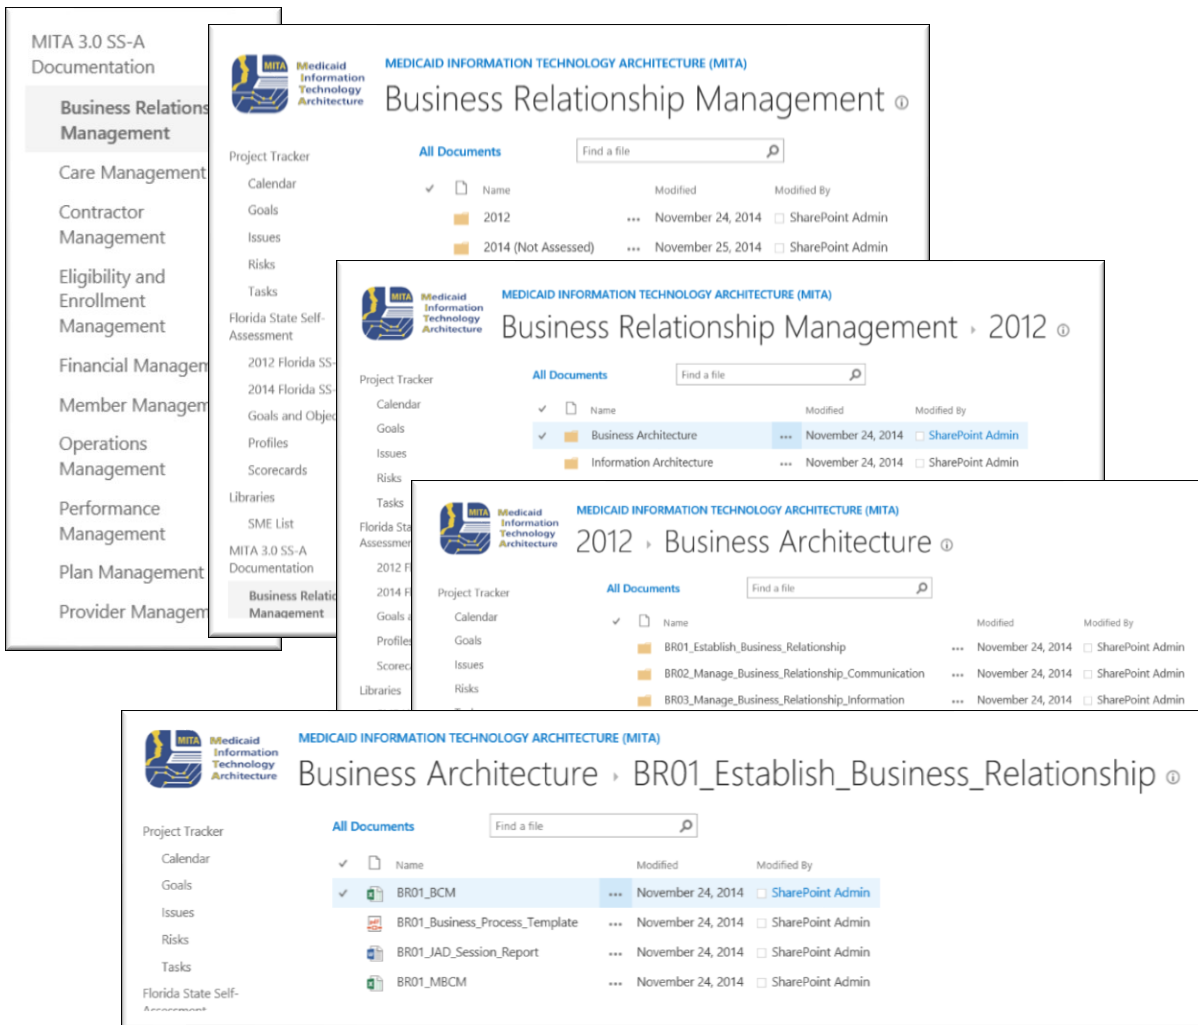 MITA 3.0 SS-A
Documentation
Business Relations
Management
Care Management
Contractor
Management
Eligibility and
Enrollment
Management
Financial Managem
Member Managem
Operations
Management
Performance
Management
Plan Management
Provider Managem
MITA
Medicaid
Information
Technology
Architecture
MEDICAID INFORMATION TECHNOLOGY ARCHITECTURE (MITA)
Business Relationship Management
Project Tracker
Calendar
Goals
Issues
Risks
Tasks
Florida State Self-
Assessment
2012 Florida SS-
2014 Florida SS-
Goals and Objec
Profiles
Scorecards
Libraries
SME List
MITA 3.0 SS-A
Documentation
Business Relatio
Management
All Documents
Find a file
Name Modified Modified By
2012 ... November 24, 2014 SharePoint Admin
2014 (Not Assessed) ... November 25, 2014 SharePoint Admin
MITA
Medicaid
Information
Technology
Architecture
MEDICAID INFORMATION TECHNOLOGY ARCHITECTURE (MITA)
Business Relationship Management › 2012
Project Tracker
Calendar
Goals
Issues
Risks
Tasks
Florida Sta
Assessmer
2012 Fl
2014 Fl
Goals a
Profiles
Scorec
Libraries
All Documents
Find a file
Name Modified Modified By
Business Architecture ... November 24, 2014 SharePoint Admin
Information Architecture ... November 24, 2014 SharePoint Admin
MITA
Medicaid
Information
Technology
Architecture
MEDICAID INFORMATION TECHNOLOGY ARCHITECTURE (MITA)
2012 › Business Architecture
Project Tracker
Calendar
Goals
Issues
Risks
All Documents
Find a file
Name Modified Modified By
BR01_Establish_Business_Relationship ... November 24, 2014 SharePoint Admin
BR02_Manage_Business_Relationship_Communication ... November 24, 2014 SharePoint Admin
BR03_Manage_Business_Relationship_Information ... November 24, 2014 SharePoint Admin
MITA
Medicaid
Information
Technology
Architecture
MEDICAID INFORMATION TECHNOLOGY ARCHITECTURE (MITA)
Business Architecture › BR01_Establish_Business_Relationship
Project Tracker
Calendar
Goals
Issues
Risks
Tasks
Florida State Self-
All Documents
Find a file
Name Modified Modified By
BR01_BCM ... November 24, 2014 SharePoint Admin
BR01_Business_Process_Template ... November 24, 2014 SharePoint Admin
BR01_JAD_Session_Report ... November 24, 2014 SharePoint Admin
BR01_MBCM ... November 24, 2014 SharePoint Admin